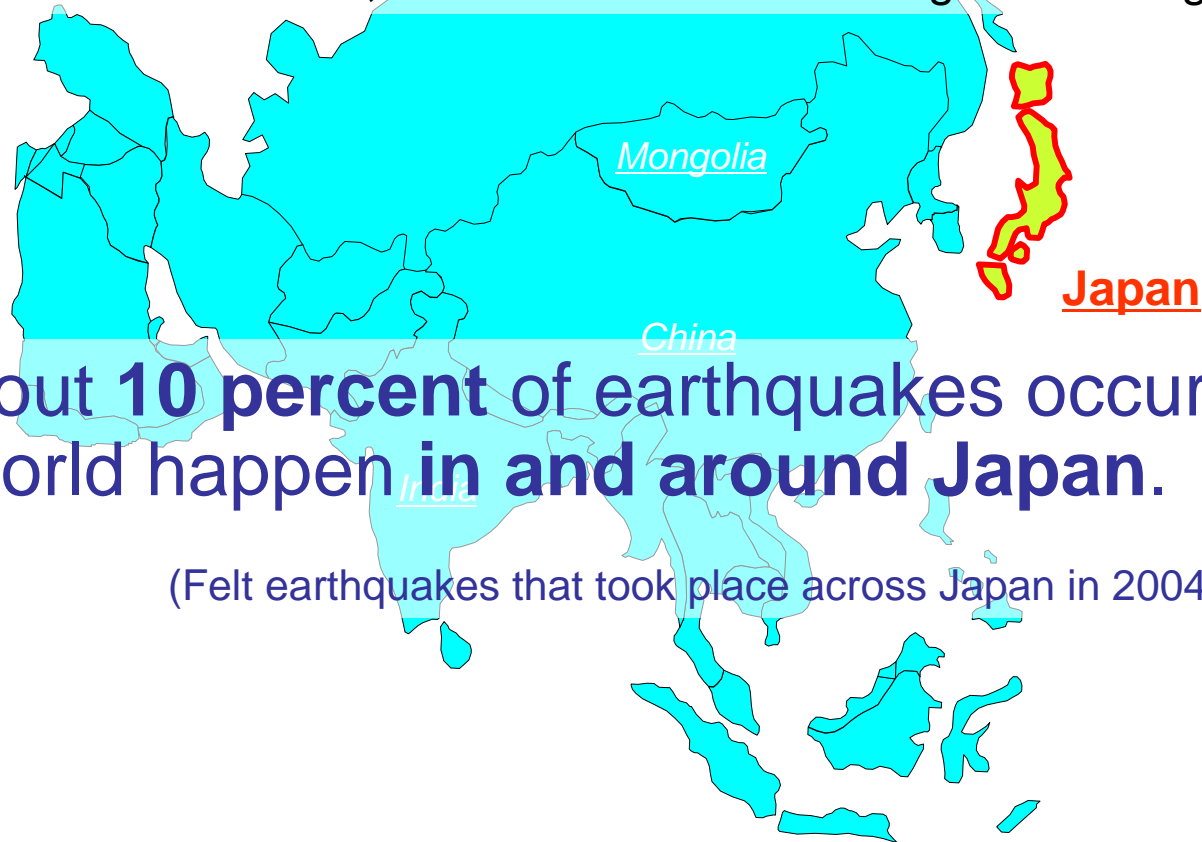 Mongolia
Japan
China
out 10 percent of earthquakes occur
orld happen in and around Japan.
India
(Felt earthquakes that took place across Japan in 2004